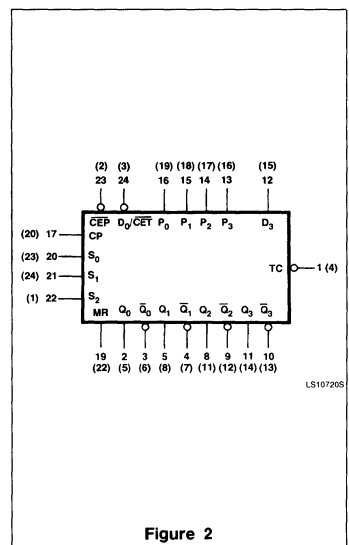 (2) (3) (19) (18) (17) (16) (15)
23 24 16 15 14 13 12
CEP D0/CET P0 P1 P2 P3 D3
(20) 17 CP
(23) 20 S0
(24) 21 S1
TC 1 (4)
(1) 22 S2
MR Q0 Q̅0 Q1 Q̅1 Q2 Q̅2 Q3 Q̅3
19 2 3 5 4 8 9 11 10
(22) (5) (6) (8) (7) (11) (12) (14) (13)
LS10720S
Figure 2